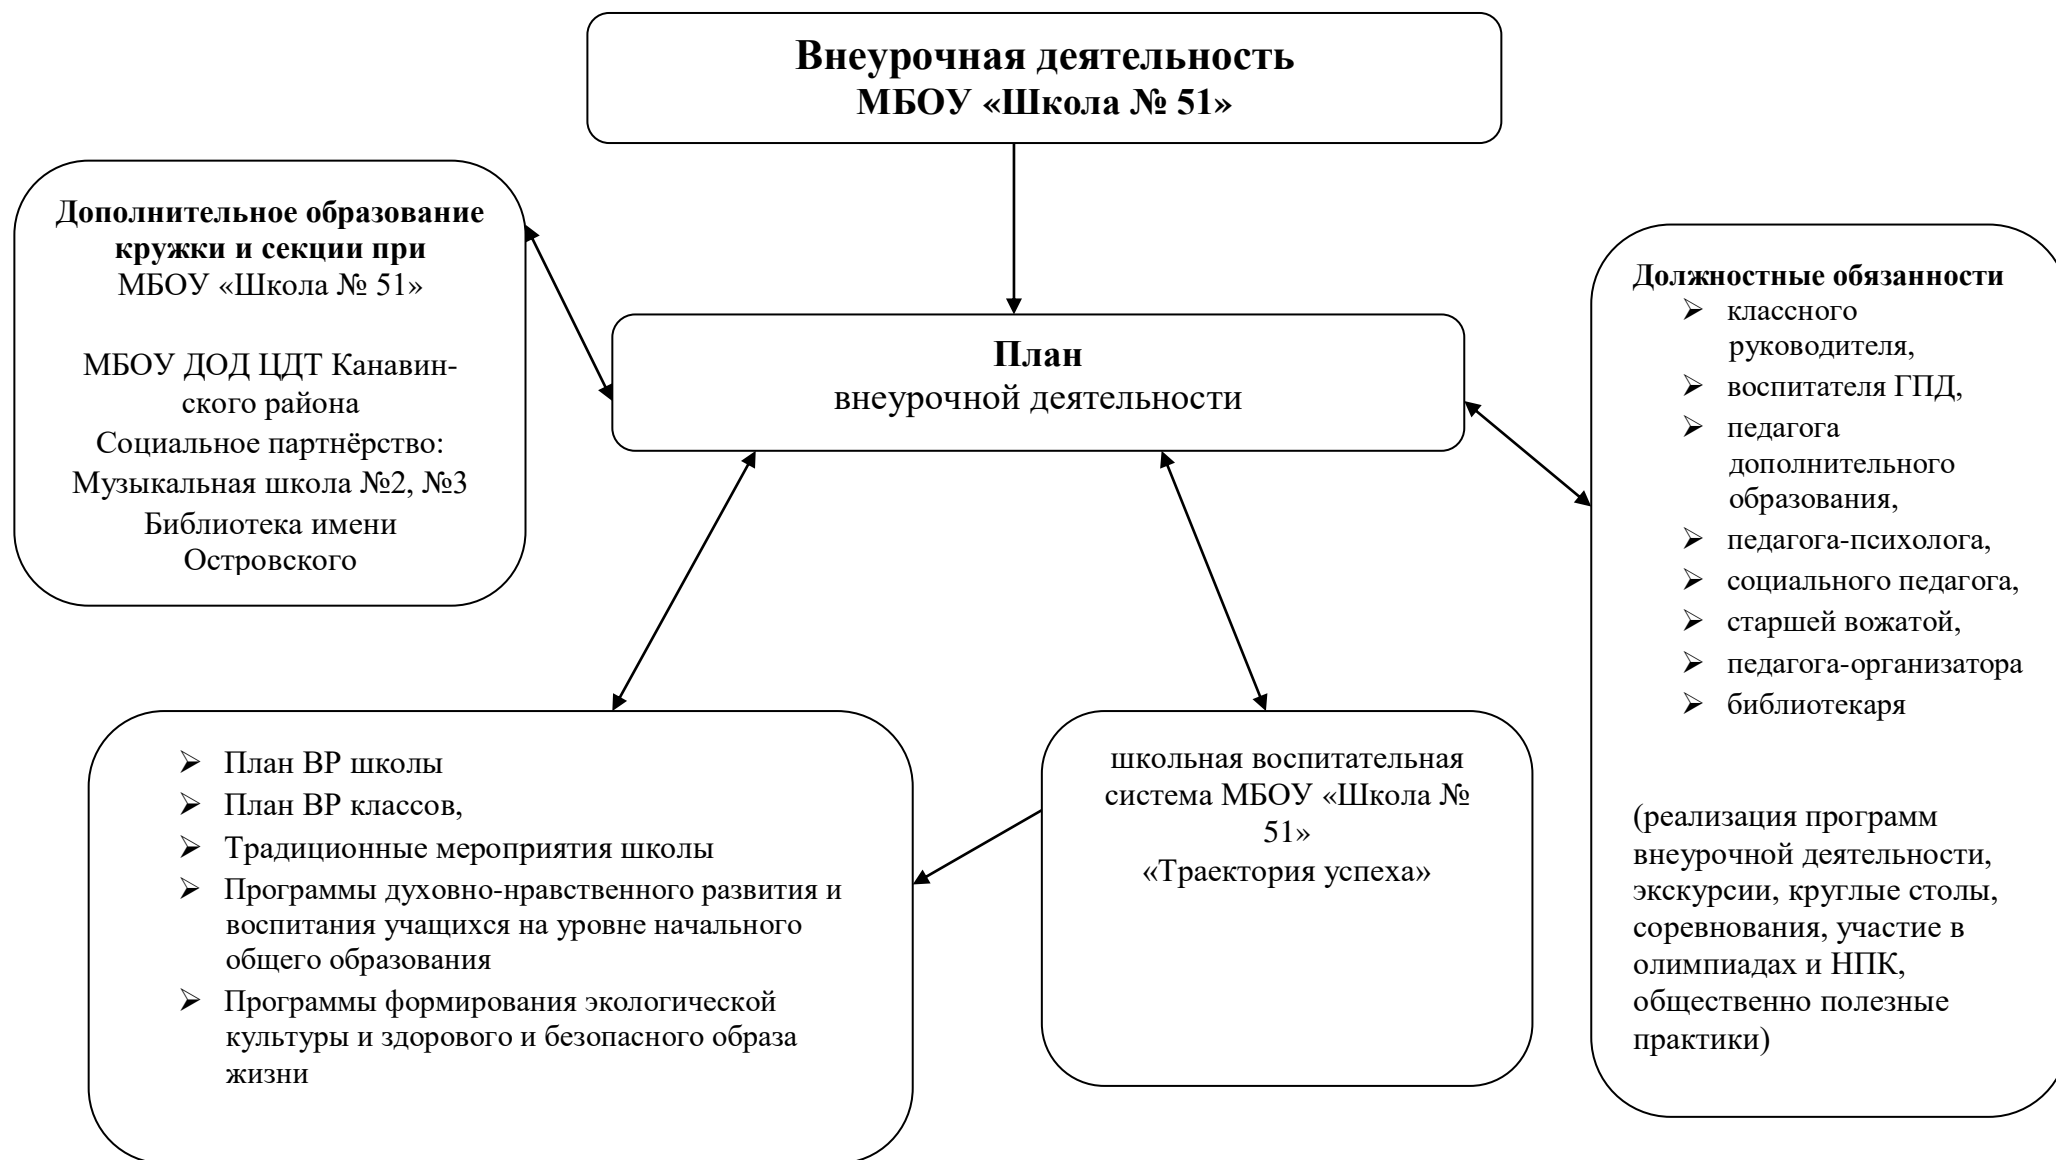 Внеурочная деятельность
МБОУ «Школа № 51»
Дополнительное образование
кружки и секции при
МБОУ «Школа № 51»
МБОУ ДОД ЦДТ Канавин-
ского района
Социальное партнёрство:
Музыкальная школа №2, №3
Библиотека имени
Островского
План
внеурочной деятельности
Должностные обязанности
➢ классного
руководителя,
➢ воспитателя ГПД,
➢ педагога
дополнительного
образования,
➢ педагога-психолога,
➢ социального педагога,
➢ старшей вожатой,
➢ педагога-организатора
➢ библиотекаря
(реализация программ
внеурочной деятельности,
экскурсии, круглые столы,
соревнования, участие в
олимпиадах и НПК,
общественно полезные
практики)
➢ План ВР школы
➢ План ВР классов,
➢ Традиционные мероприятия школы
➢ Программы духовно-нравственного развития и
воспитания учащихся на уровне начального
общего образования
➢ Программы формирования экологической
культуры и здорового и безопасного образа
жизни
школьная воспитательная
система МБОУ «Школа №
51»
«Траектория успеха»